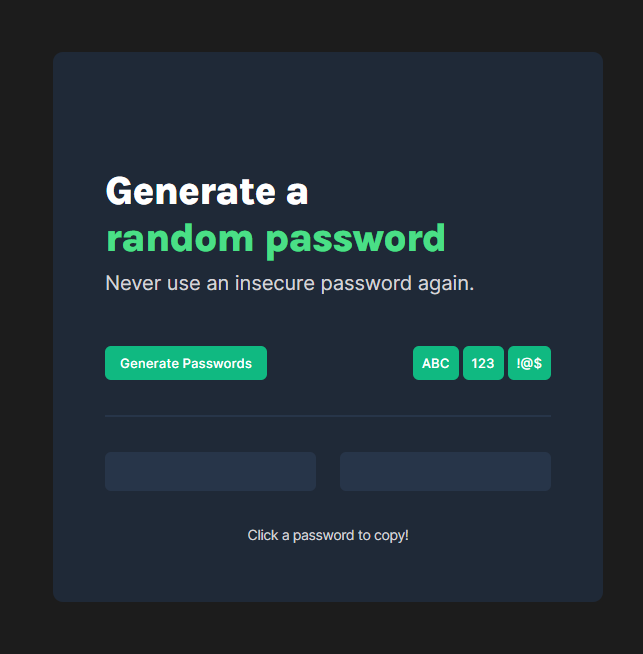 Generate a
random password
Never use an insecure password again.
Generate Passwords
ABC
123
!@$
Click a password to copy!